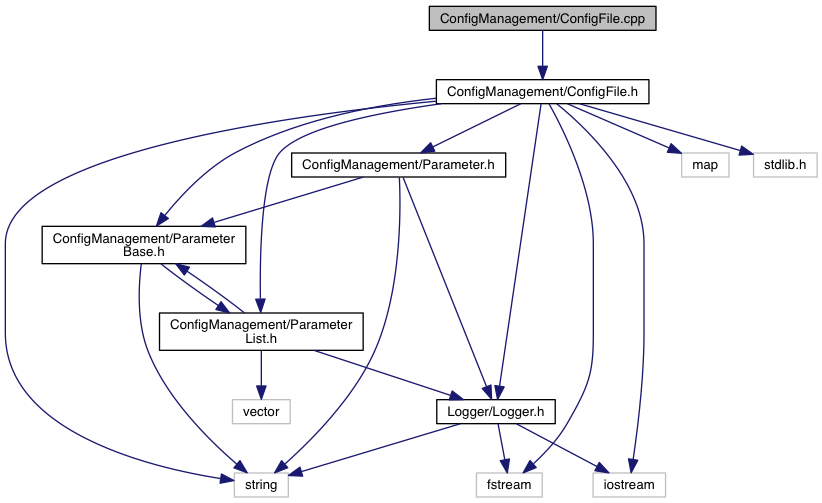 ConfigManagement/ConfigFile.cpp
ConfigManagement/ConfigFile.h
ConfigManagement/Parameter.h
map
stdlib.h
ConfigManagement/Parameter
Base.h
ConfigManagement/Parameter
List.h
vector
Logger/Logger.h
string
fstream
iostream